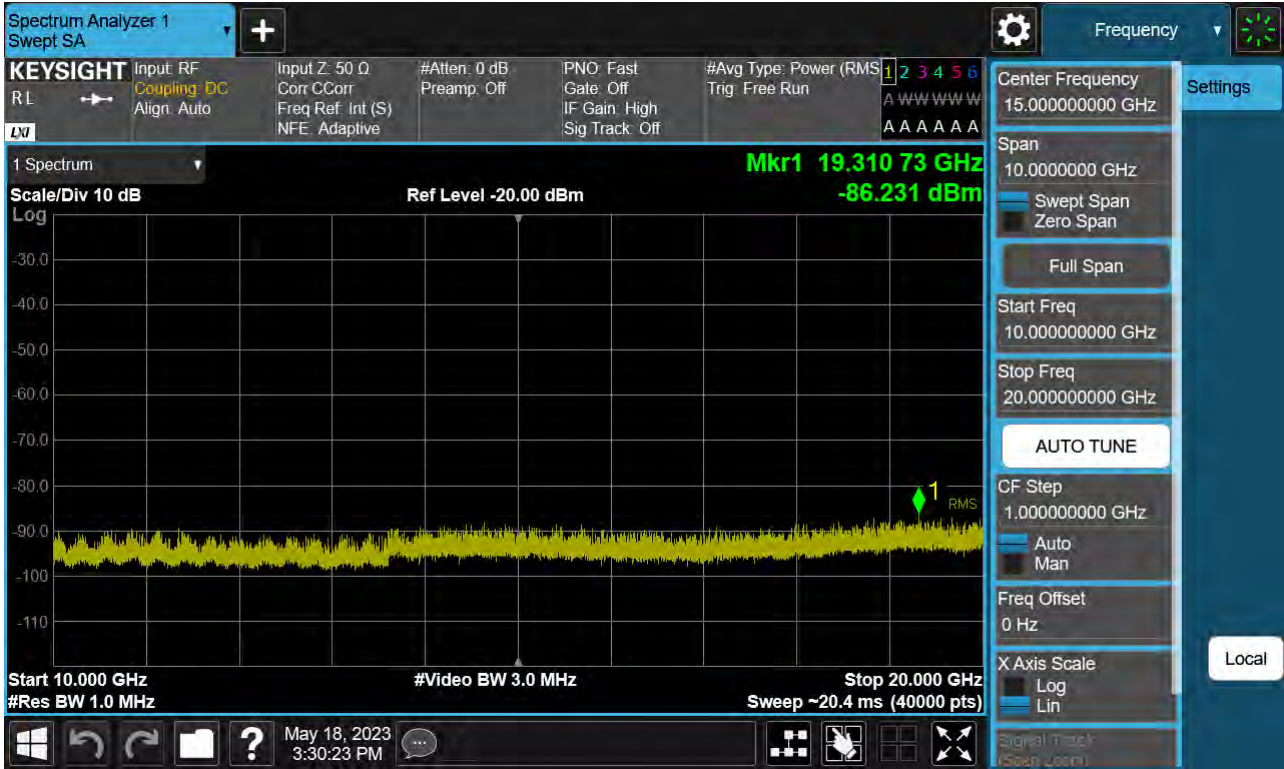 Spectrum Analyzer 1
Swept SA
Frequency
KEYSIGHT
R L
LXI
Input: RF
Coupling: DC
Align: Auto
Input Z: 50 Ω
Corr CCorr
Freq Ref: Int (S)
NFE: Adaptive
#Atten: 0 dB
Preamp: Off
PNO: Fast
Gate: Off
IF Gain: High
Sig Track: Off
#Avg Type: Power (RMS
Trig: Free Run
1 2 3 4 5 6
A W W W W W
A A A A A A
1 Spectrum
Scale/Div 10 dB
Ref Level -20.00 dBm
Mkr1 19.310 73 GHz
-86.231 dBm
Log
-30.0
-40.0
-50.0
-60.0
-70.0
-80.0
-90.0
-100
-110
1
RMS
Start 10.000 GHz
#Video BW 3.0 MHz
Stop 20.000 GHz
#Res BW 1.0 MHz
Sweep ~20.4 ms (40000 pts)
?
May 18, 2023
3:30:23 PM
Center Frequency
15.000000000 GHz
Span
10.0000000 GHz
Swept Span
Zero Span
Full Span
Start Freq
10.000000000 GHz
Stop Freq
20.000000000 GHz
AUTO TUNE
CF Step
1.000000000 GHz
Auto
Man
Freq Offset
0 Hz
X Axis Scale
Log
Lin
Signal Track
(Span Zoom)
Settings
Local